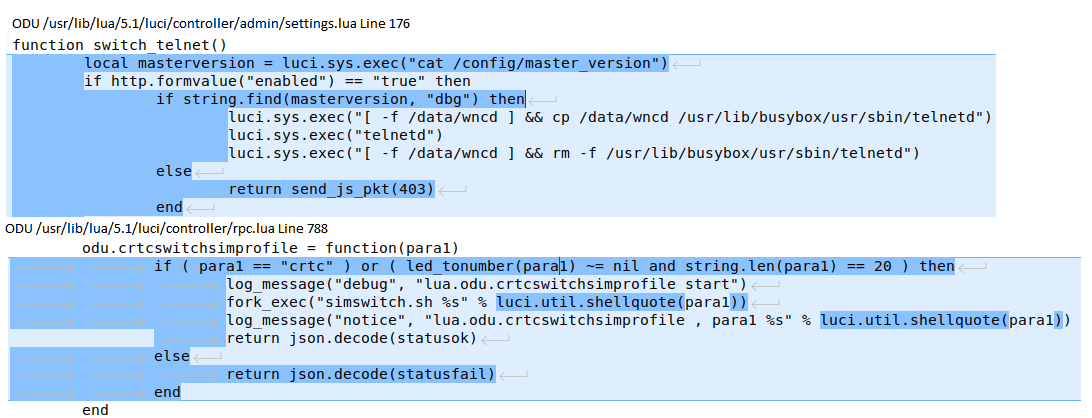 ODU /usr/lib/lua/5.1/luci/controller/admin/settings.lua Line 176
function switch_telnet()
local masterversion = luci.sys.exec("cat /config/master_version")
if http.formvalue("enabled") == "true" then
if string.find(masterversion, "dbg") then
luci.sys.exec("[ -f /data/wncd ] && cp /data/wncd /usr/lib/busybox/usr/sbin/telnetd")
luci.sys.exec("telnetd")
luci.sys.exec("[ -f /data/wncd ] && rm -f /usr/lib/busybox/usr/sbin/telnetd")
else
return send_js_pkt(403)
end
ODU /usr/lib/lua/5.1/luci/controller/rpc.lua Line 788
odu.crtcswitchsimprofile = function(para1)
if ( para1 == "crtc" ) or ( led_tonumber(para1) ~= nil and string.len(para1) == 20 ) then
log_message("debug", "lua.odu.crtcswitchsimprofile start")
fork_exec("simswitch.sh %s" % luci.util.shellquote(para1))
log_message("notice", "lua.odu.crtcswitchsimprofile , para1 %s" % luci.util.shellquote(para1))
return json.decode(statusok)
else
return json.decode(statusfail)
end
end